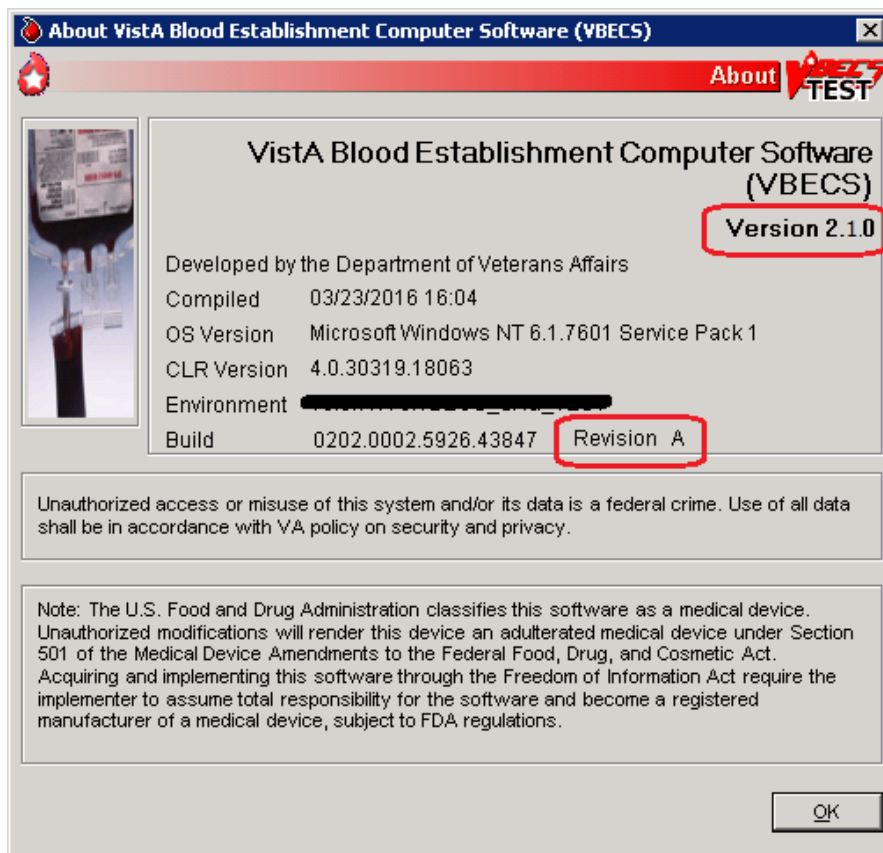 About VistA Blood Establishment Computer Software (VBECS)
About VBECS TEST
VistA Blood Establishment Computer Software
(VBECS)
Version 2.1.0
Developed by the Department of Veterans Affairs
Compiled 03/23/2016 16:04
OS Version Microsoft Windows NT 6.1.7601 Service Pack 1
CLR Version 4.0.30319.18063
Environment
Build 0202.0002.5926.43847 Revision A
Unauthorized access or misuse of this system and/or its data is a federal crime. Use of all data
shall be in accordance with VA policy on security and privacy.
Note: The U.S. Food and Drug Administration classifies this software as a medical device.
Unauthorized modifications will render this device an adulterated medical device under Section
501 of the Medical Device Amendments to the Federal Food, Drug, and Cosmetic Act.
Acquiring and implementing this software through the Freedom of Information Act require the
implementer to assume total responsibility for the software and become a registered
manufacturer of a medical device, subject to FDA regulations.
OK